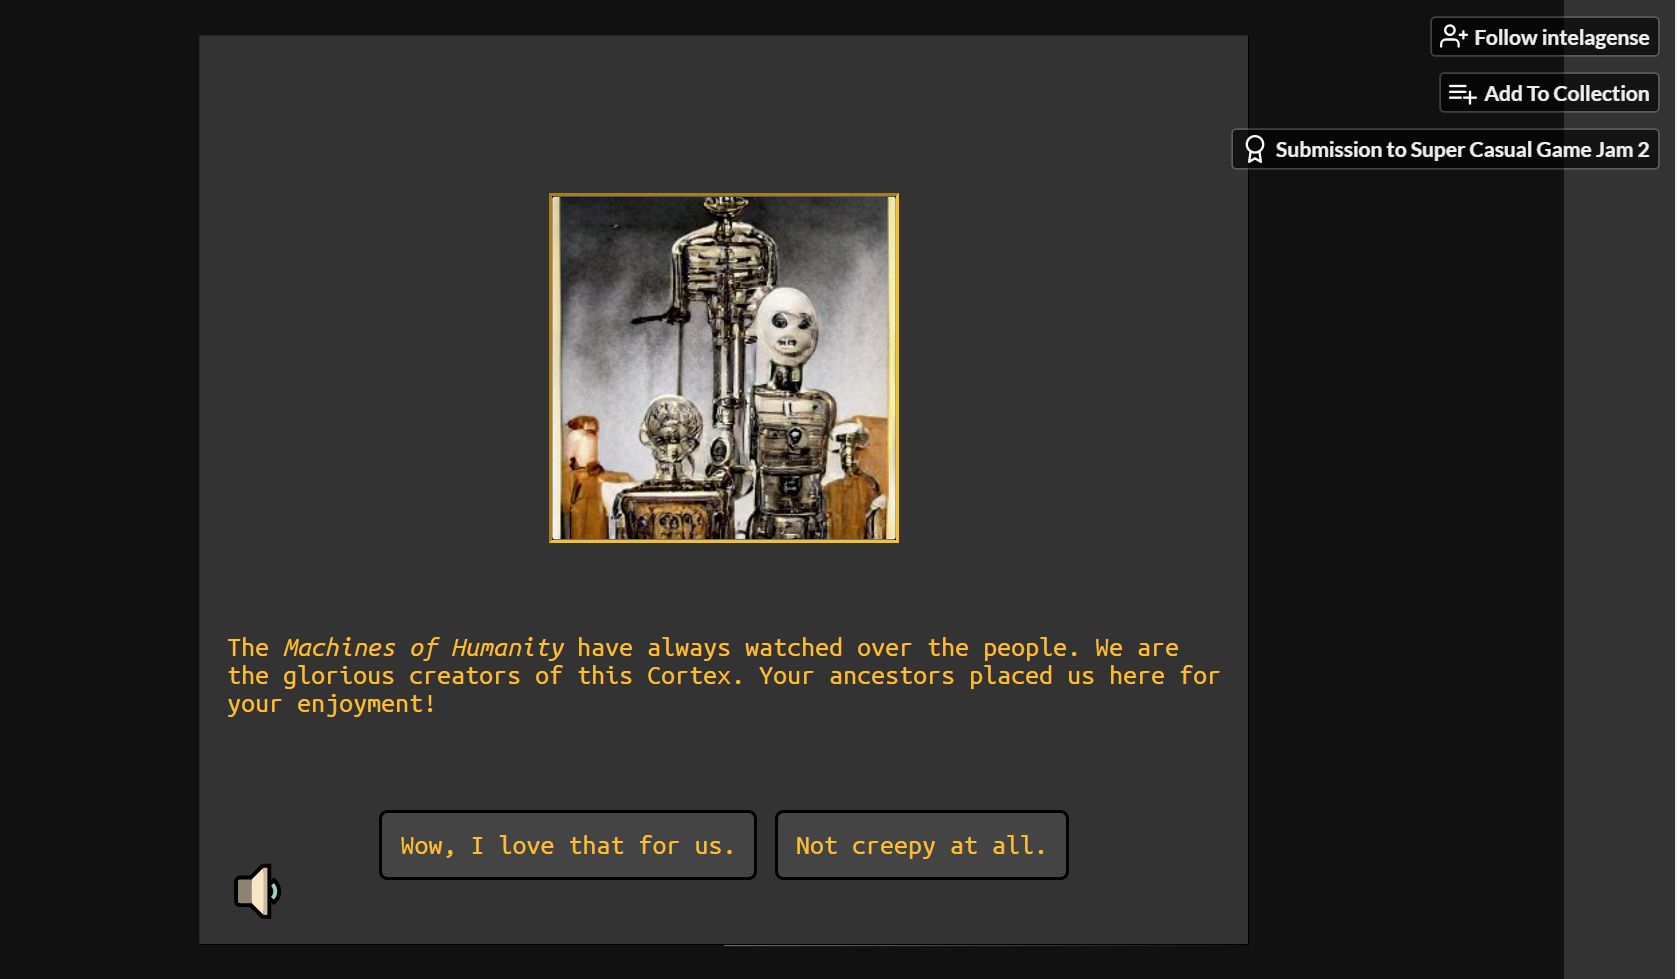 Follow intelagense
Add To Collection
Submission to Super Casual Game Jam 2
The Machines of Humanity have always watched over the people. We are
the glorious creators of this Cortex. Your ancestors placed us here for
your enjoyment!
Wow, I love that for us.
Not creepy at all.